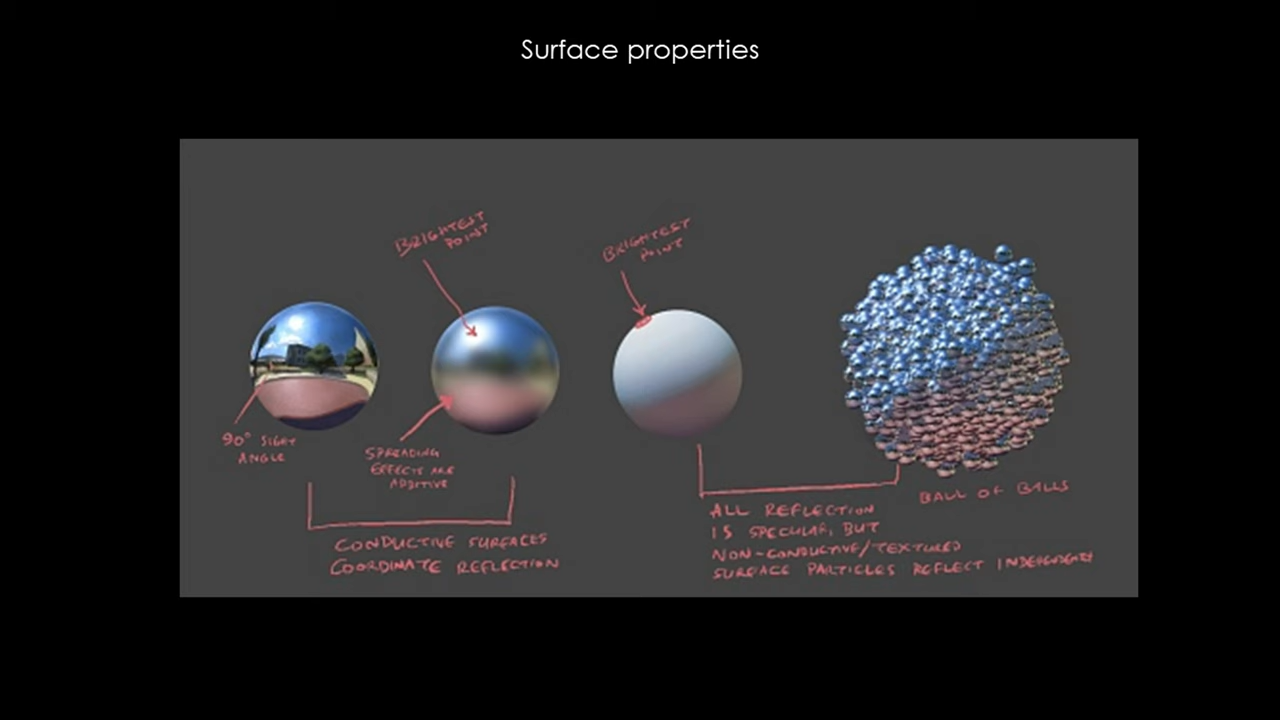 Surface properties
BRIGHTEST
POINT
BRIGHTEST
POINT
90° SIGHT
ANGLE
SPREADING
EFFECTS ARE
ADDITIVE
CONDUCTIVE SURFACES
COORDINATE REFLECTION
BALL OF BALLS
ALL REFLECTION
IS SPECULAR, BUT
NON-CONDUCTIVE/TEXTURED
SURFACE PARTICLES REFLECT INDEPENDENTLY